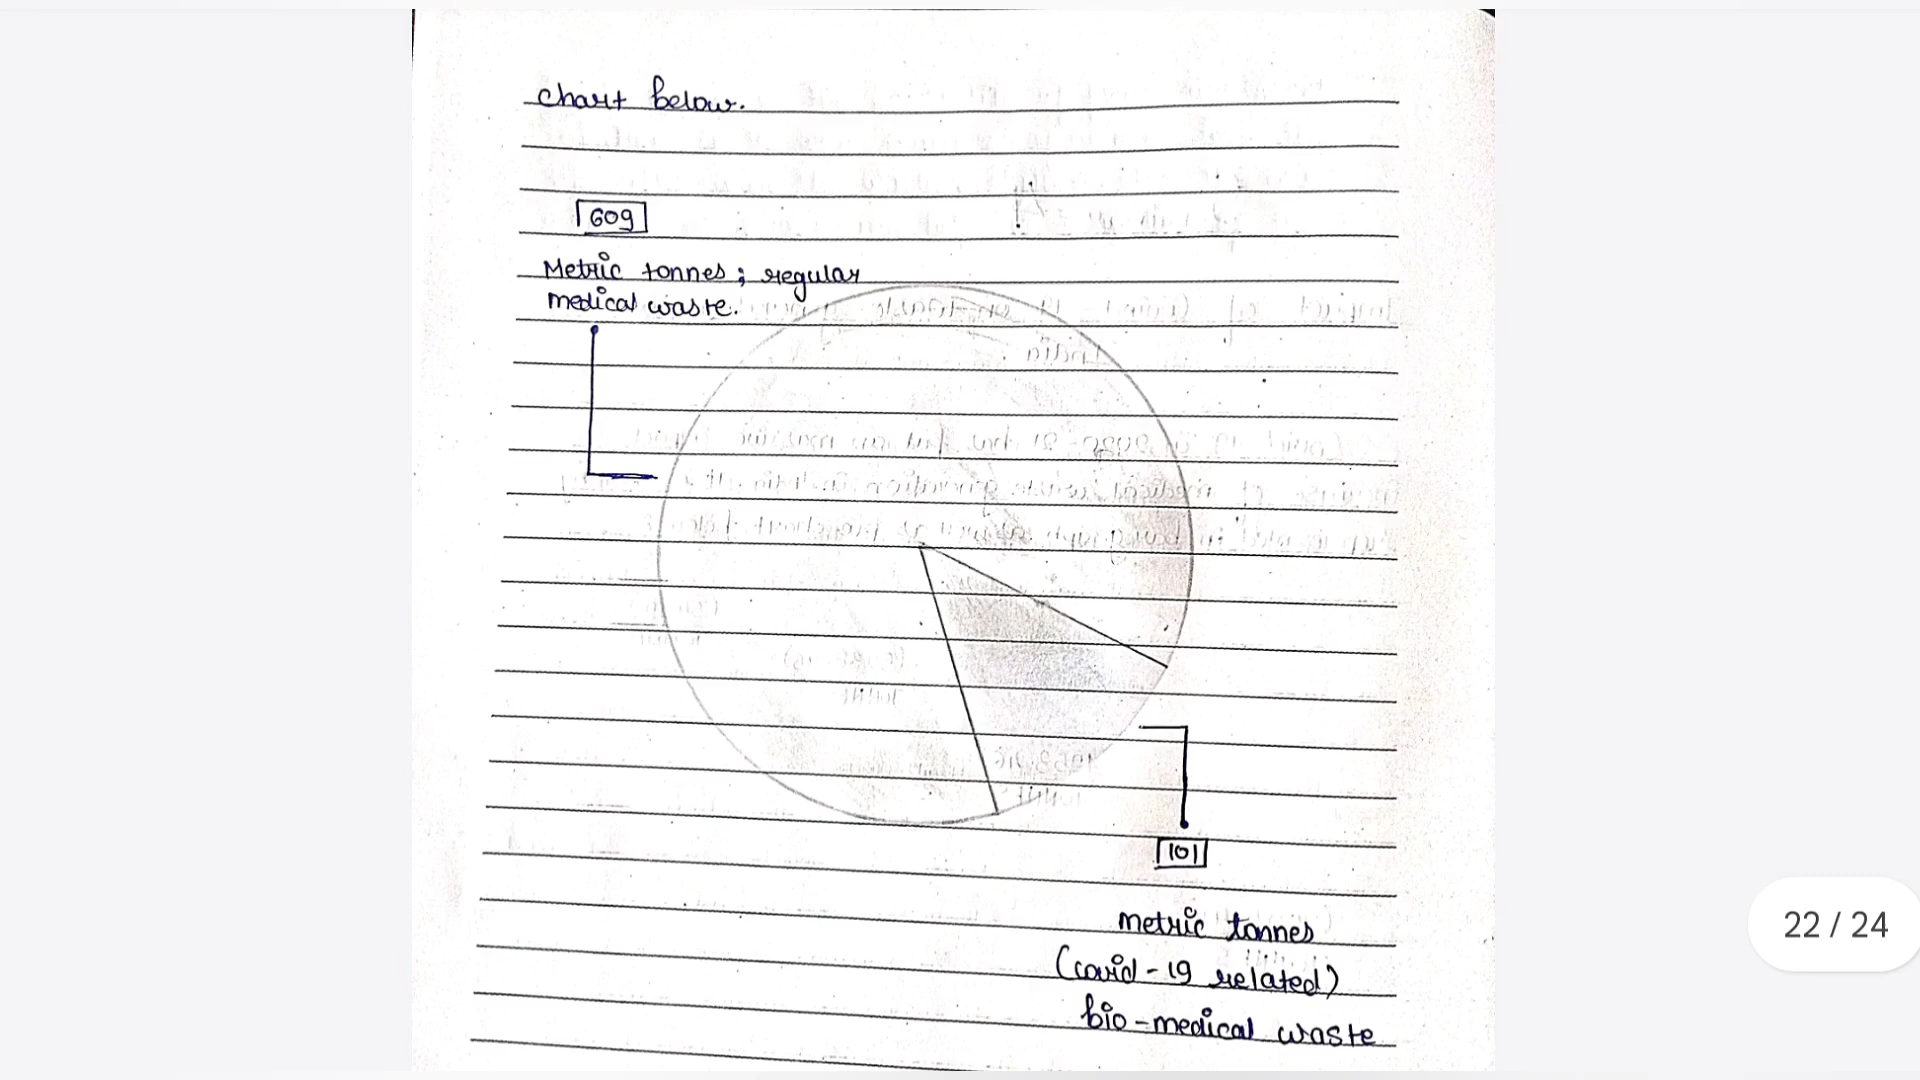 chart below.
609
Metric tonnes; regular
medical waste.
101
metric tonnes
(covid-19 related)
bio-medical waste
22 / 24